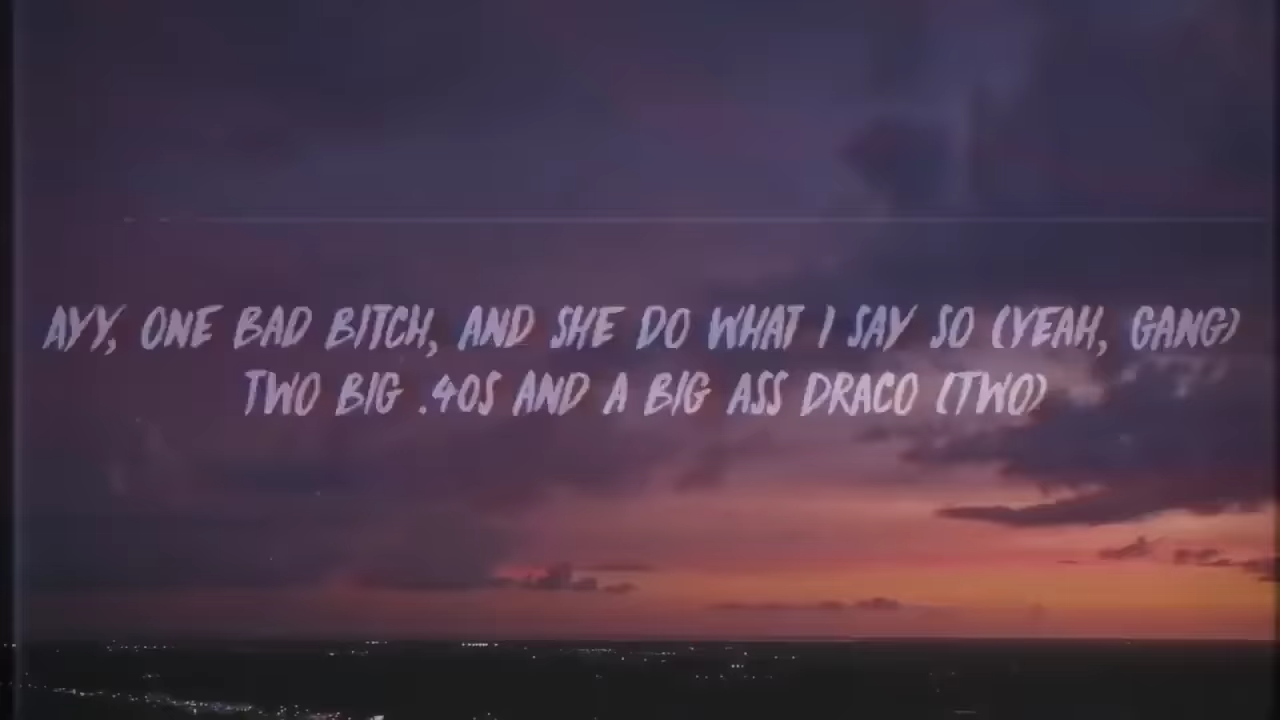 AYY, ONE BAD BITCH, AND SHE DO WHAT I SAY SO (YEAH, GANG)
TWO BIG .40S AND A BIG ASS DRACO (TWO)